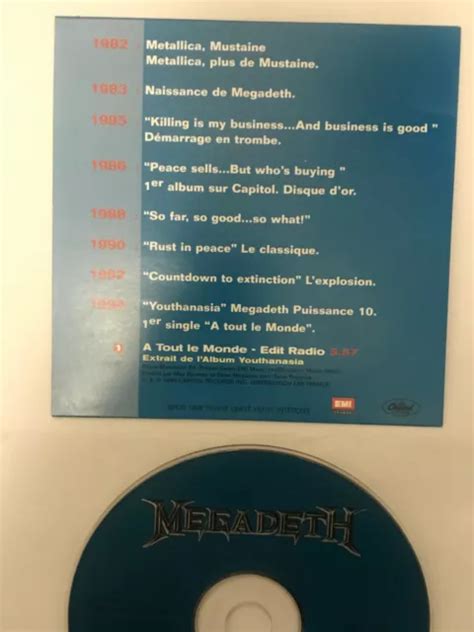 1982 Metallica, Mustaine
Metallica, plus de Mustaine.
1983 Naissance de Megadeth.
1985 "Killing is my business...And business is good "
Démarrage en trombe.
1986 "Peace sells...But who's buying "
1er album sur Capitol. Disque d'or.
1988 "So far, so good...so what!"
1990 "Rust in peace" Le classique.
1992 "Countdown to extinction" L'explosion.
1994 "Youthanasia" Megadeth Puissance 10.
1er single "A tout le Monde".
1 A Tout le Monde - Edit Radio
Extrait de l'Album Youthanasia
EMI
Capitol
MEGADETH